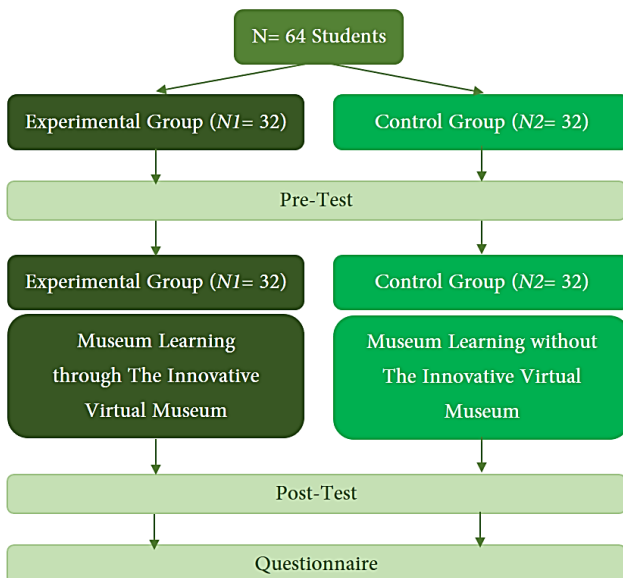 N= 64 Students
Experimental Group (N1= 32)
Control Group (N2= 32)
Pre-Test
Experimental Group (N1= 32)
Control Group (N2= 32)
Museum Learning
through The Innovative
Virtual Museum
Museum Learning without
The Innovative Virtual
Museum
Post-Test
Questionnaire